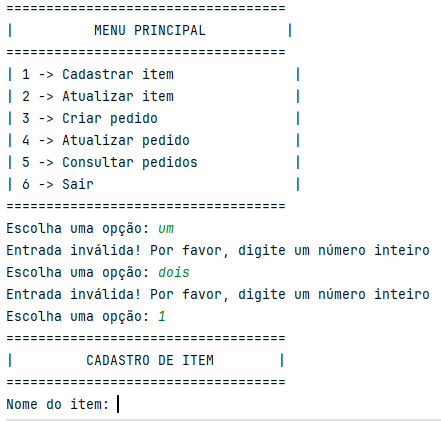 ===================================
|          MENU PRINCIPAL          |
===================================
| 1 -> Cadastrar item               |
| 2 -> Atualizar item               |
| 3 -> Criar pedido                 |
| 4 -> Atualizar pedido             |
| 5 -> Consultar pedidos            |
| 6 -> Sair                         |
===================================
Escolha uma opção: um
Entrada inválida! Por favor, digite um número inteiro
Escolha uma opção: dois
Entrada inválida! Por favor, digite um número inteiro
Escolha uma opção: 1
===================================
|         CADASTRO DE ITEM        |
===================================
Nome do item: